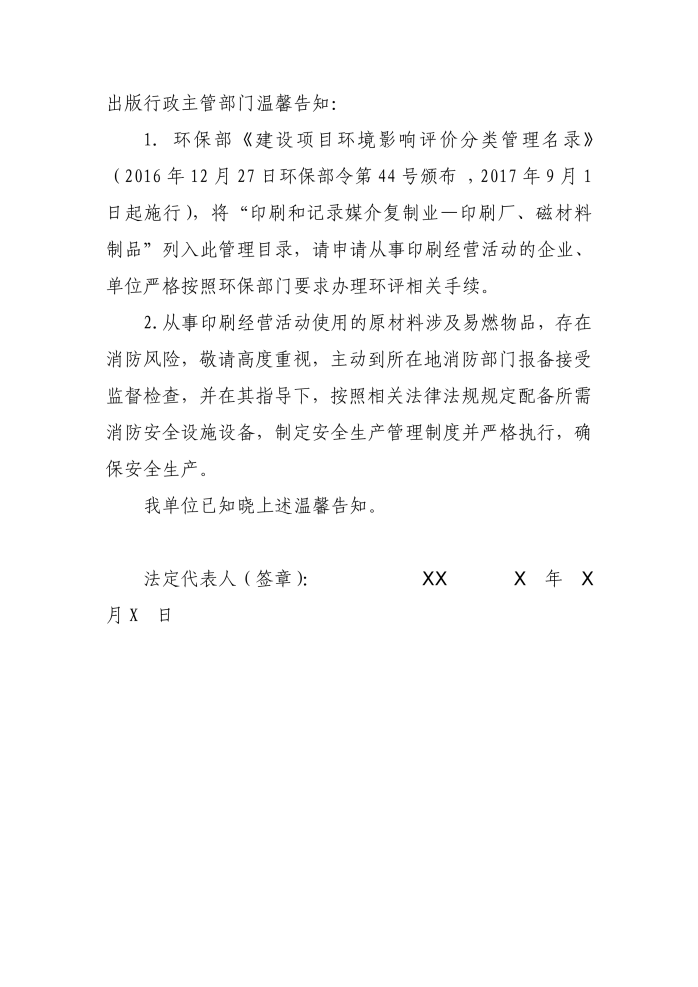 出版行政主管部门温馨告知：
1. 环保部《建设项目环境影响评价分类管理名录》
（2016 年 12 月 27 日环保部令第 44 号颁布 ，2017 年 9 月 1
日起施行），将“印刷和记录媒介复制业—印刷厂、磁材料
制品”列入此管理目录，请申请从事印刷经营活动的企业、
单位严格按照环保部门要求办理环评相关手续。
2.从事印刷经营活动使用的原材料涉及易燃物品，存在
消防风险，敬请高度重视，主动到所在地消防部门报备接受
监督检查，并在其指导下，按照相关法律法规规定配备所需
消防安全设施设备，制定安全生产管理制度并严格执行，确
保安全生产。
我单位已知晓上述温馨告知。
法定代表人（签章）： XX X 年 X
月 X 日